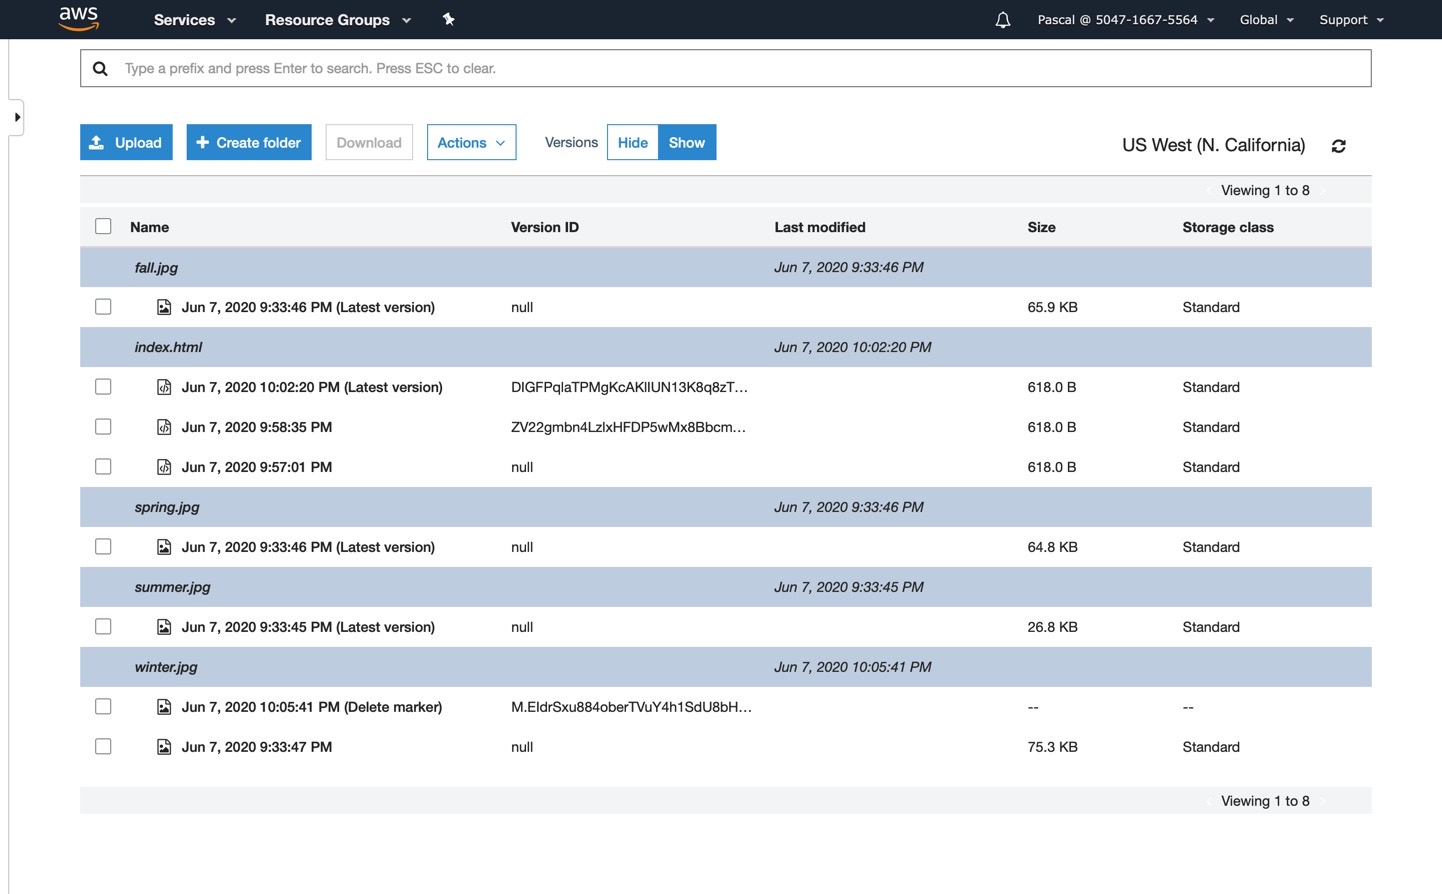 aws Services Resource Groups Pascal @ 5047-1667-5564 Global Support
Type a prefix and press Enter to search. Press ESC to clear.
Upload Create folder Download Actions Versions Hide Show US West (N. California)
Viewing 1 to 8
Name Version ID Last modified Size Storage class
fall.jpg Jun 7, 2020 9:33:46 PM
Jun 7, 2020 9:33:46 PM (Latest version) null 65.9 KB Standard
index.html Jun 7, 2020 10:02:20 PM
Jun 7, 2020 10:02:20 PM (Latest version) DIGFPqlaTPMgKcAKlIUN13K8q8zT... 618.0 B Standard
Jun 7, 2020 9:58:35 PM ZV22gmbn4LzlxHFDP5wMx8Bbcm... 618.0 B Standard
Jun 7, 2020 9:57:01 PM null 618.0 B Standard
spring.jpg Jun 7, 2020 9:33:46 PM
Jun 7, 2020 9:33:46 PM (Latest version) null 64.8 KB Standard
summer.jpg Jun 7, 2020 9:33:45 PM
Jun 7, 2020 9:33:45 PM (Latest version) null 26.8 KB Standard
winter.jpg Jun 7, 2020 10:05:41 PM
Jun 7, 2020 10:05:41 PM (Delete marker) M.EldrSxu884oberTVuY4h1SdU8bH... -- --
Jun 7, 2020 9:33:47 PM null 75.3 KB Standard
Viewing 1 to 8